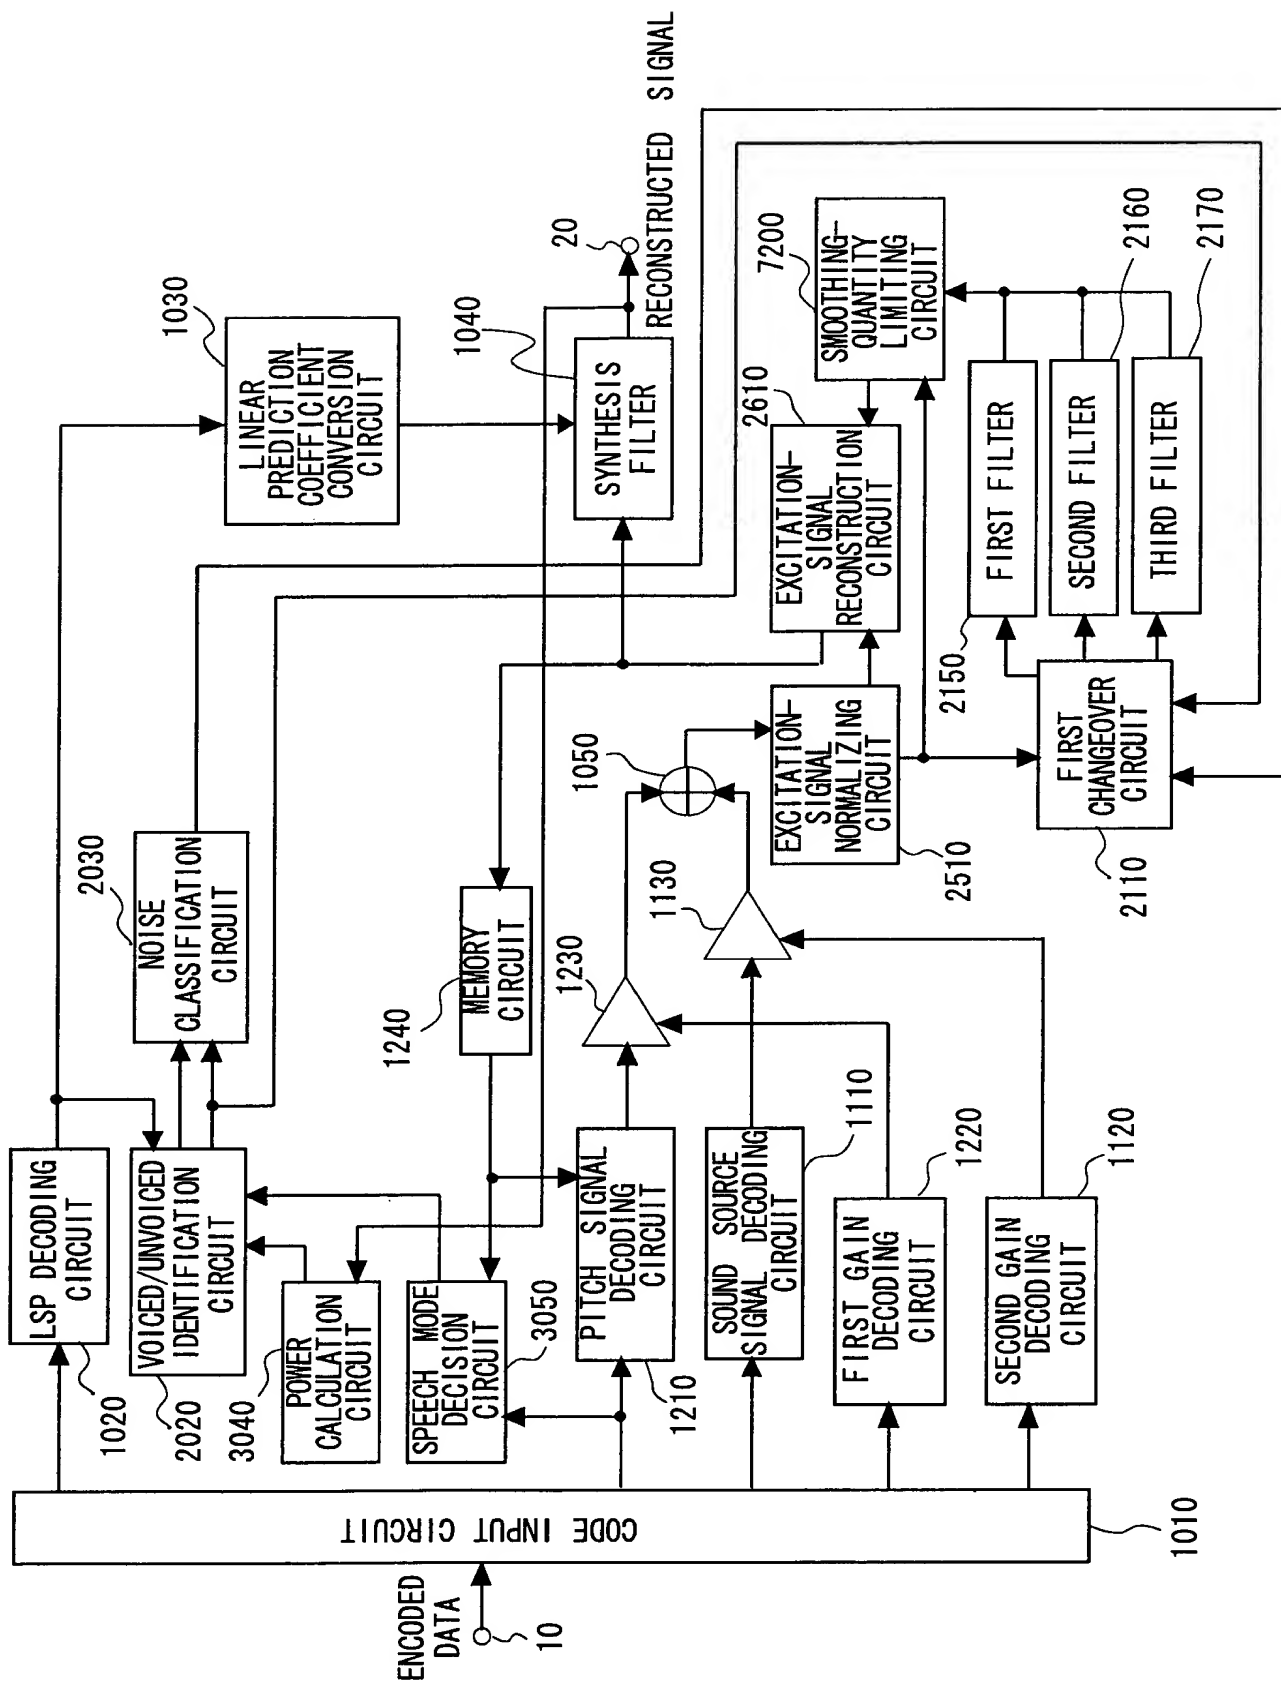 ENCODED
DATA
10
CODE INPUT CIRCUIT
1010
LSP DECODING
CIRCUIT
1020
VOICED/UNVOICED
IDENTIFICATION
CIRCUIT
2020
NOISE
CLASSIFICATION
CIRCUIT
2030
POWER
CALCULATION
CIRCUIT
3040
SPEECH MODE
DECISION
CIRCUIT
3050
MEMORY
CIRCUIT
1240
PITCH SIGNAL
DECODING
CIRCUIT
1210
SOUND SOURCE
SIGNAL DECODING
CIRCUIT
1110
FIRST GAIN
DECODING
CIRCUIT
1220
SECOND GAIN
DECODING
CIRCUIT
1120
1230
1130
1050
LINEAR
PREDICTION
COEFFICIENT
CONVERSION
CIRCUIT
1030
SYNTHESIS
FILTER
1040
20
RECONSTRUCTED SIGNAL
EXCITATION-
SIGNAL
NORMALIZING
CIRCUIT
2510
EXCITATION-
SIGNAL
RECONSTRUCTION
CIRCUIT
2610
SMOOTHING-
QUANTITY
LIMITING
CIRCUIT
7200
FIRST
CHANGEOVER
CIRCUIT
2110
FIRST FILTER
2150
SECOND FILTER
2160
THIRD FILTER
2170